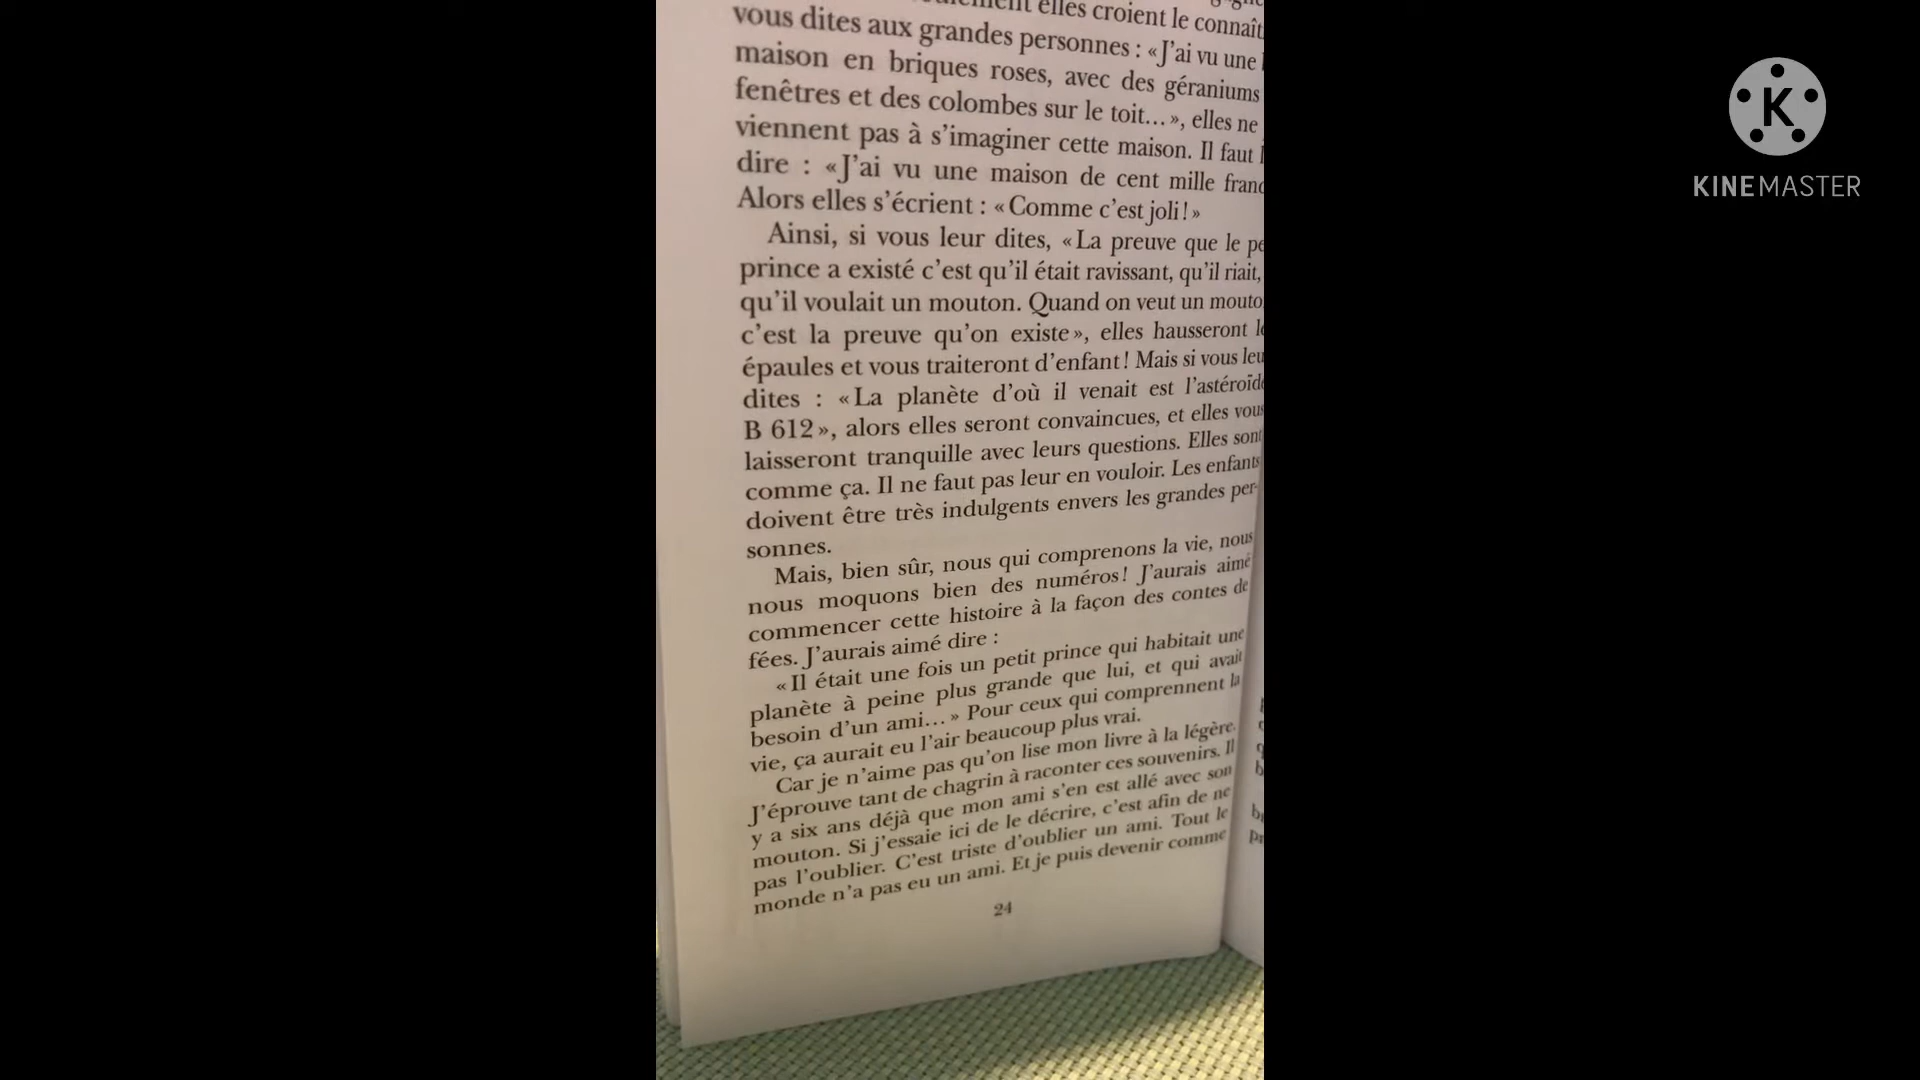 elles croient le connaît
vous dites aux grandes personnes : «J'ai vu une
maison en briques roses, avec des géraniums
fenêtres et des colombes sur le toit...», elles ne
viennent pas à s'imaginer cette maison. Il faut
dire : «J'ai vu une maison de cent mille franc
Alors elles s'écrient : «Comme c'est joli!»
Ainsi, si vous leur dites, «La preuve que le pe
prince a existé c'est qu'il était ravissant, qu'il riait,
qu'il voulait un mouton. Quand on veut un mouto
c'est la preuve qu'on existe», elles hausseront le
épaules et vous traiteront d'enfant! Mais si vous leu
dites : «La planète d'où il venait est l'astéroïde
B 612», alors elles seront convaincues, et elles vous
laisseront tranquille avec leurs questions. Elles sont
comme ça. Il ne faut pas leur en vouloir. Les enfants
doivent être très indulgents envers les grandes per-
sonnes.
Mais, bien sûr, nous qui comprenons la vie, nous
nous moquons bien des numéros! J'aurais aimé
commencer cette histoire à la façon des contes de
fées. J'aurais aimé dire :
«Il était une fois un petit prince qui habitait une
planète à peine plus grande que lui, et qui avait
besoin d'un ami...» Pour ceux qui comprennent la
vie, ça aurait eu l'air beaucoup plus vrai.
Car je n'aime pas qu'on lise mon livre à la légère.
J'éprouve tant de chagrin à raconter ces souvenirs. Il
y a six ans déjà que mon ami s'en est allé avec son
mouton. Si j'essaie ici de le décrire, c'est afin de ne
pas l'oublier. C'est triste d'oublier un ami. Tout le
monde n'a pas eu un ami. Et je puis devenir comme
24
K
KINEMASTER